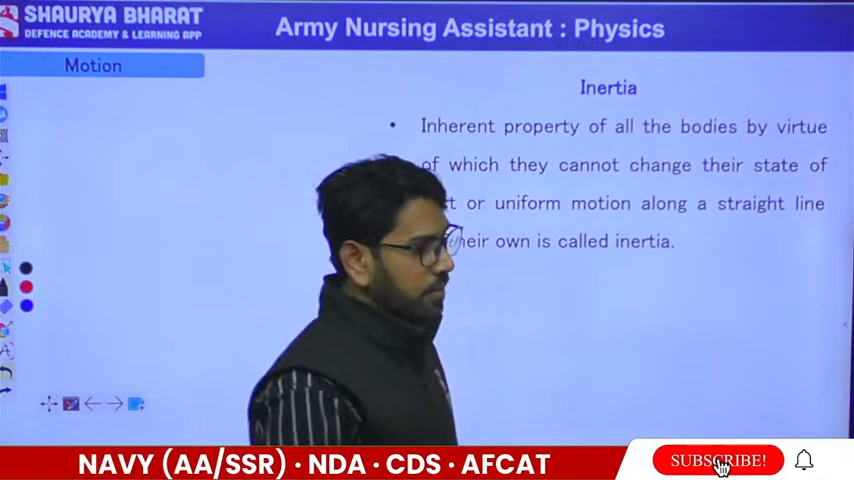 SHAURYA BHARAT
DEFENCE ACADEMY & LEARNING APP
Army Nursing Assistant : Physics
Motion
Inertia
• Inherent property of all the bodies by virtue
of which they cannot change their state of
or uniform motion along a straight line
their own is called inertia.
NAVY (AA/SSR) · NDA · CDS · AFCAT
SUBSCRIBE!